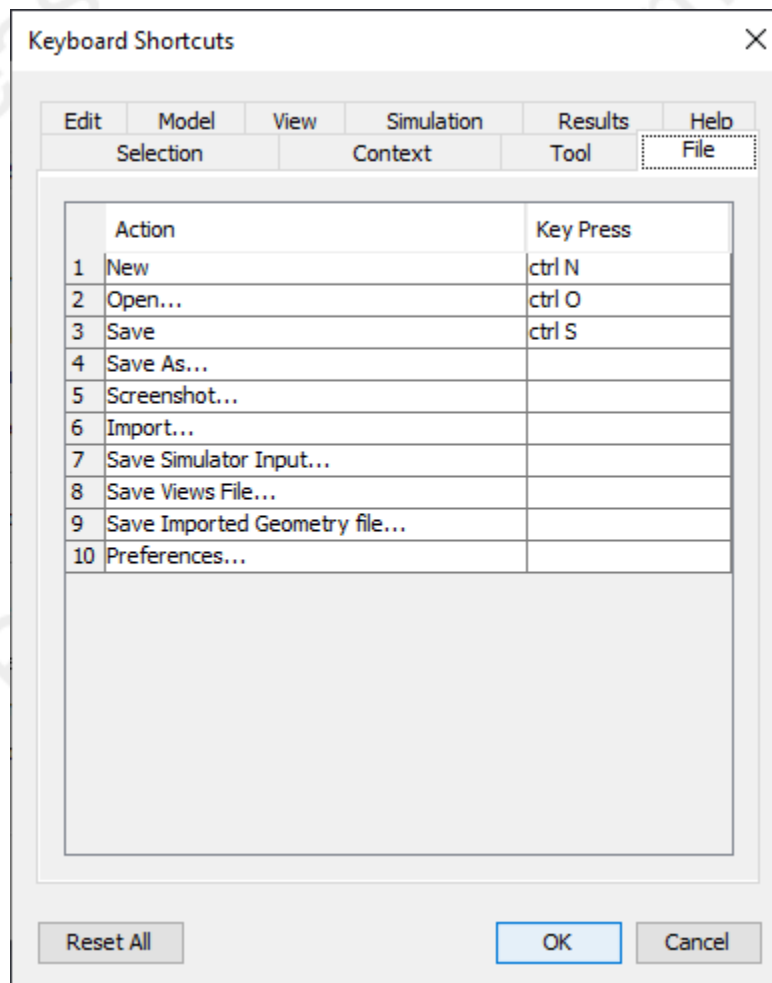 Keyboard Shortcuts
Edit Model View Simulation Results Help
Selection Context Tool File
Action Key Press
1 New ctrl N
2 Open... ctrl O
3 Save ctrl S
4 Save As...
5 Screenshot...
6 Import...
7 Save Simulator Input...
8 Save Views File...
9 Save Imported Geometry file...
10 Preferences...
Reset All OK Cancel